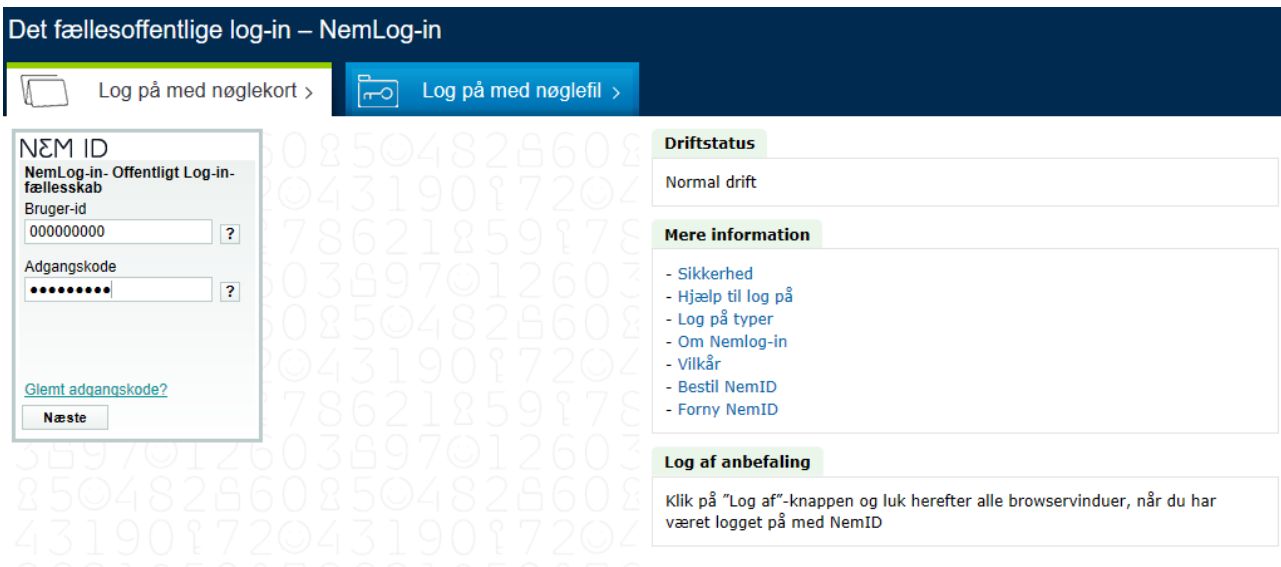 Det fællesoffentlige log-in – NemLog-in
Log på med nøglekort ›
Log på med nøglefil ›
NEM ID
NemLog-in- Offentligt Log-in-
fællesskab
Bruger-id
000000000
?
Adgangskode
•••••••••
?
Glemt adgangskode?
Næste
Driftstatus
Normal drift
Mere information
- Sikkerhed
- Hjælp til log på
- Log på typer
- Om Nemlog-in
- Vilkår
- Bestil NemID
- Forny NemID
Log af anbefaling
Klik på ”Log af”-knappen og luk herefter alle browservinduer, når du har
været logget på med NemID